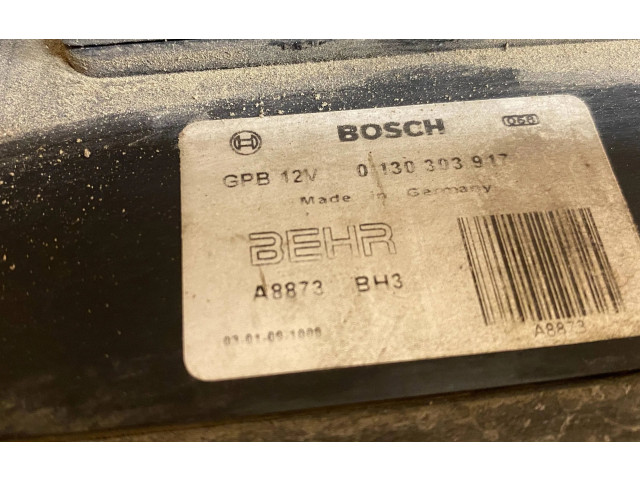 BOSCH
GPB 12V 0 130 303 917
Made in Germany
BEHR
A8873 BH3
A8873